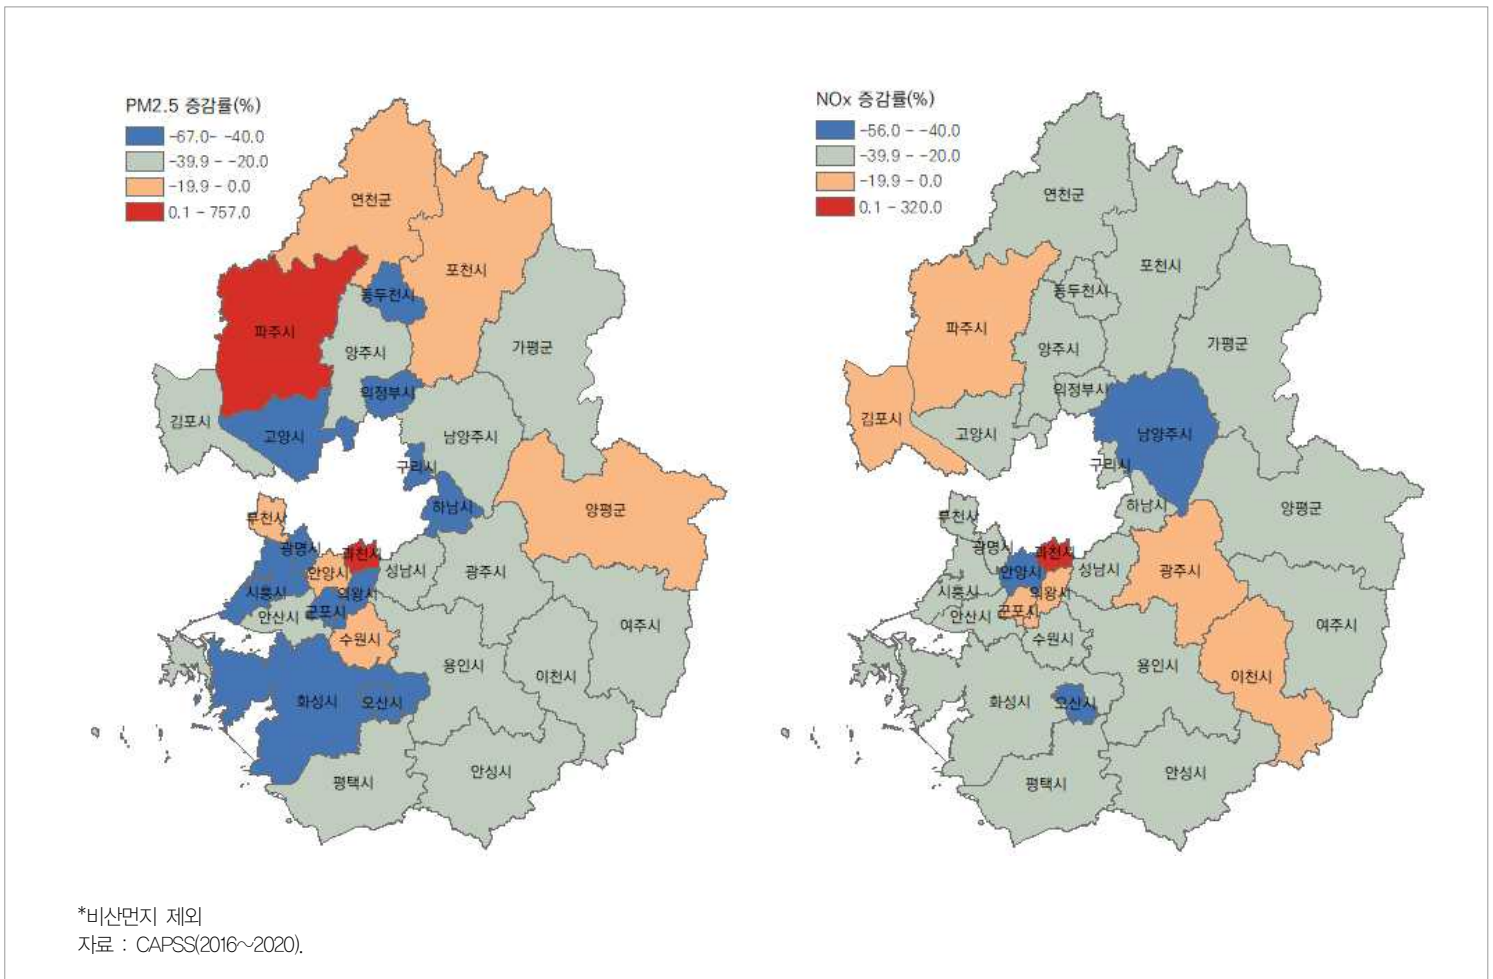 PM2.5 증감률(%)
-67.0- -40.0
-39.9 - -20.0
-19.9 - 0.0
0.1 - 757.0
연천군
포천시
동두천시
파주시
양주시
가평군
의정부시
김포시
고양시
남양주시
구리시
하남시
양평군
부천시
광명시
과천시
안양시
성남시
광주시
시흥시
의왕시
군포시
안산시
수원시
여주시
용인시
이천시
화성시
오산시
평택시
안성시
NOx 증감률(%)
-56.0 - -40.0
-39.9 - -20.0
-19.9 - 0.0
0.1 - 320.0
연천군
포천시
동두천시
파주시
양주시
가평군
의정부시
김포시
고양시
남양주시
구리시
하남시
양평군
부천시
광명시
과천시
안양시
성남시
광주시
시흥시
의왕시
군포시
안산시
수원시
여주시
용인시
이천시
화성시
오산시
평택시
안성시
*비산먼지 제외
자료 : CAPSS(2016~2020).